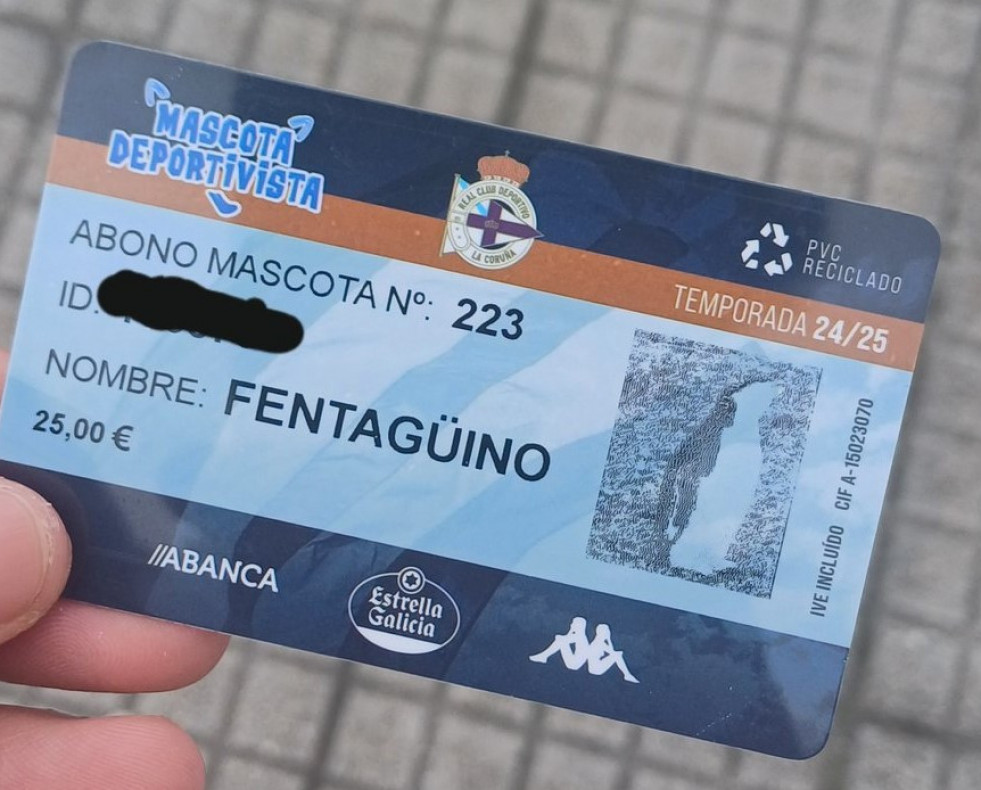 MASCOTA
DEPORTIVISTA
REAL CLUB DEPORTIVO
LA CORUÑA
PVC
RECICLADO
TEMPORADA 24/25
ABONO MASCOTA Nº: 223
ID:
NOMBRE: FENTAGÜINO
25,00 €
IVE INCLUÍDO CIF A-15023070
//ABANCA
Estrella
Galicia